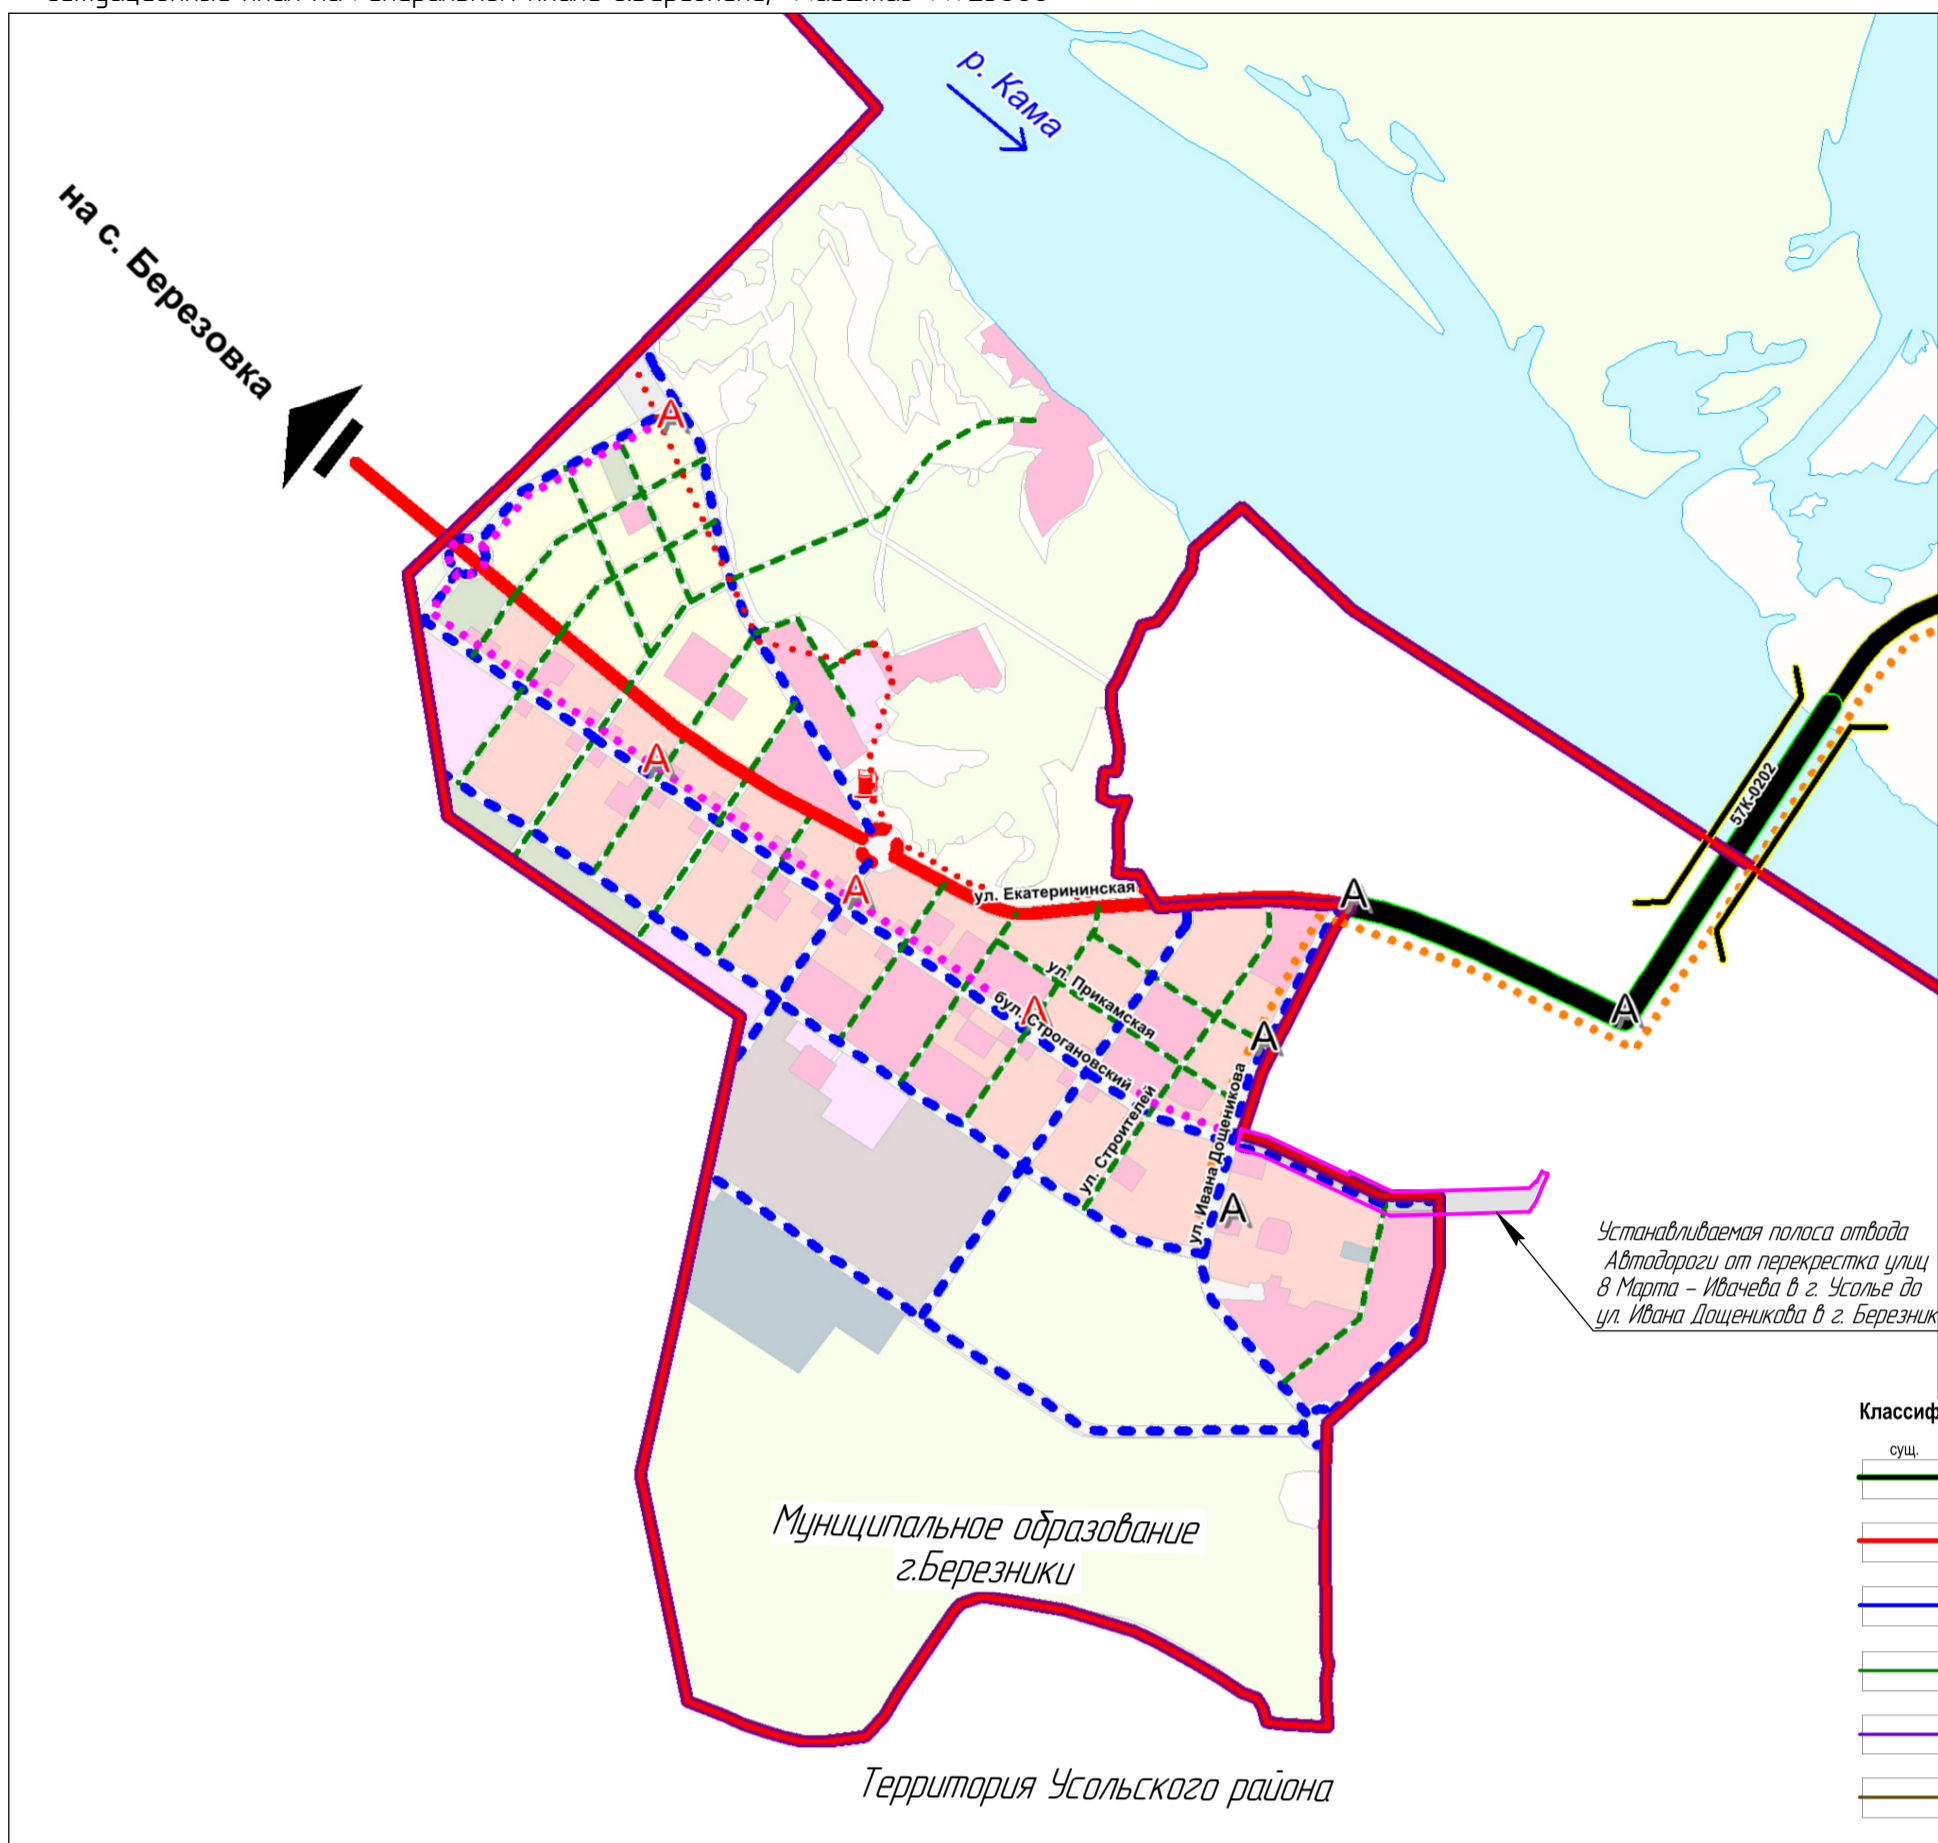 р. Кама
на с. Березовка
57К-0202
ул. Екатерининская
ул. Прикамская
бул. Строгановский
ул. Строителей
ул. Ивана Дощеникова
А
А
А
А
А
А
А
А
Устанавливаемая полоса отвода
Автодороги от перекрестка улиц
8 Марта - Ивачева в г. Усолье до
ул. Ивана Дощеникова в г. Березник
Классиф
сущ.
Муниципальное образование
г.Березники
Территория Усольского района